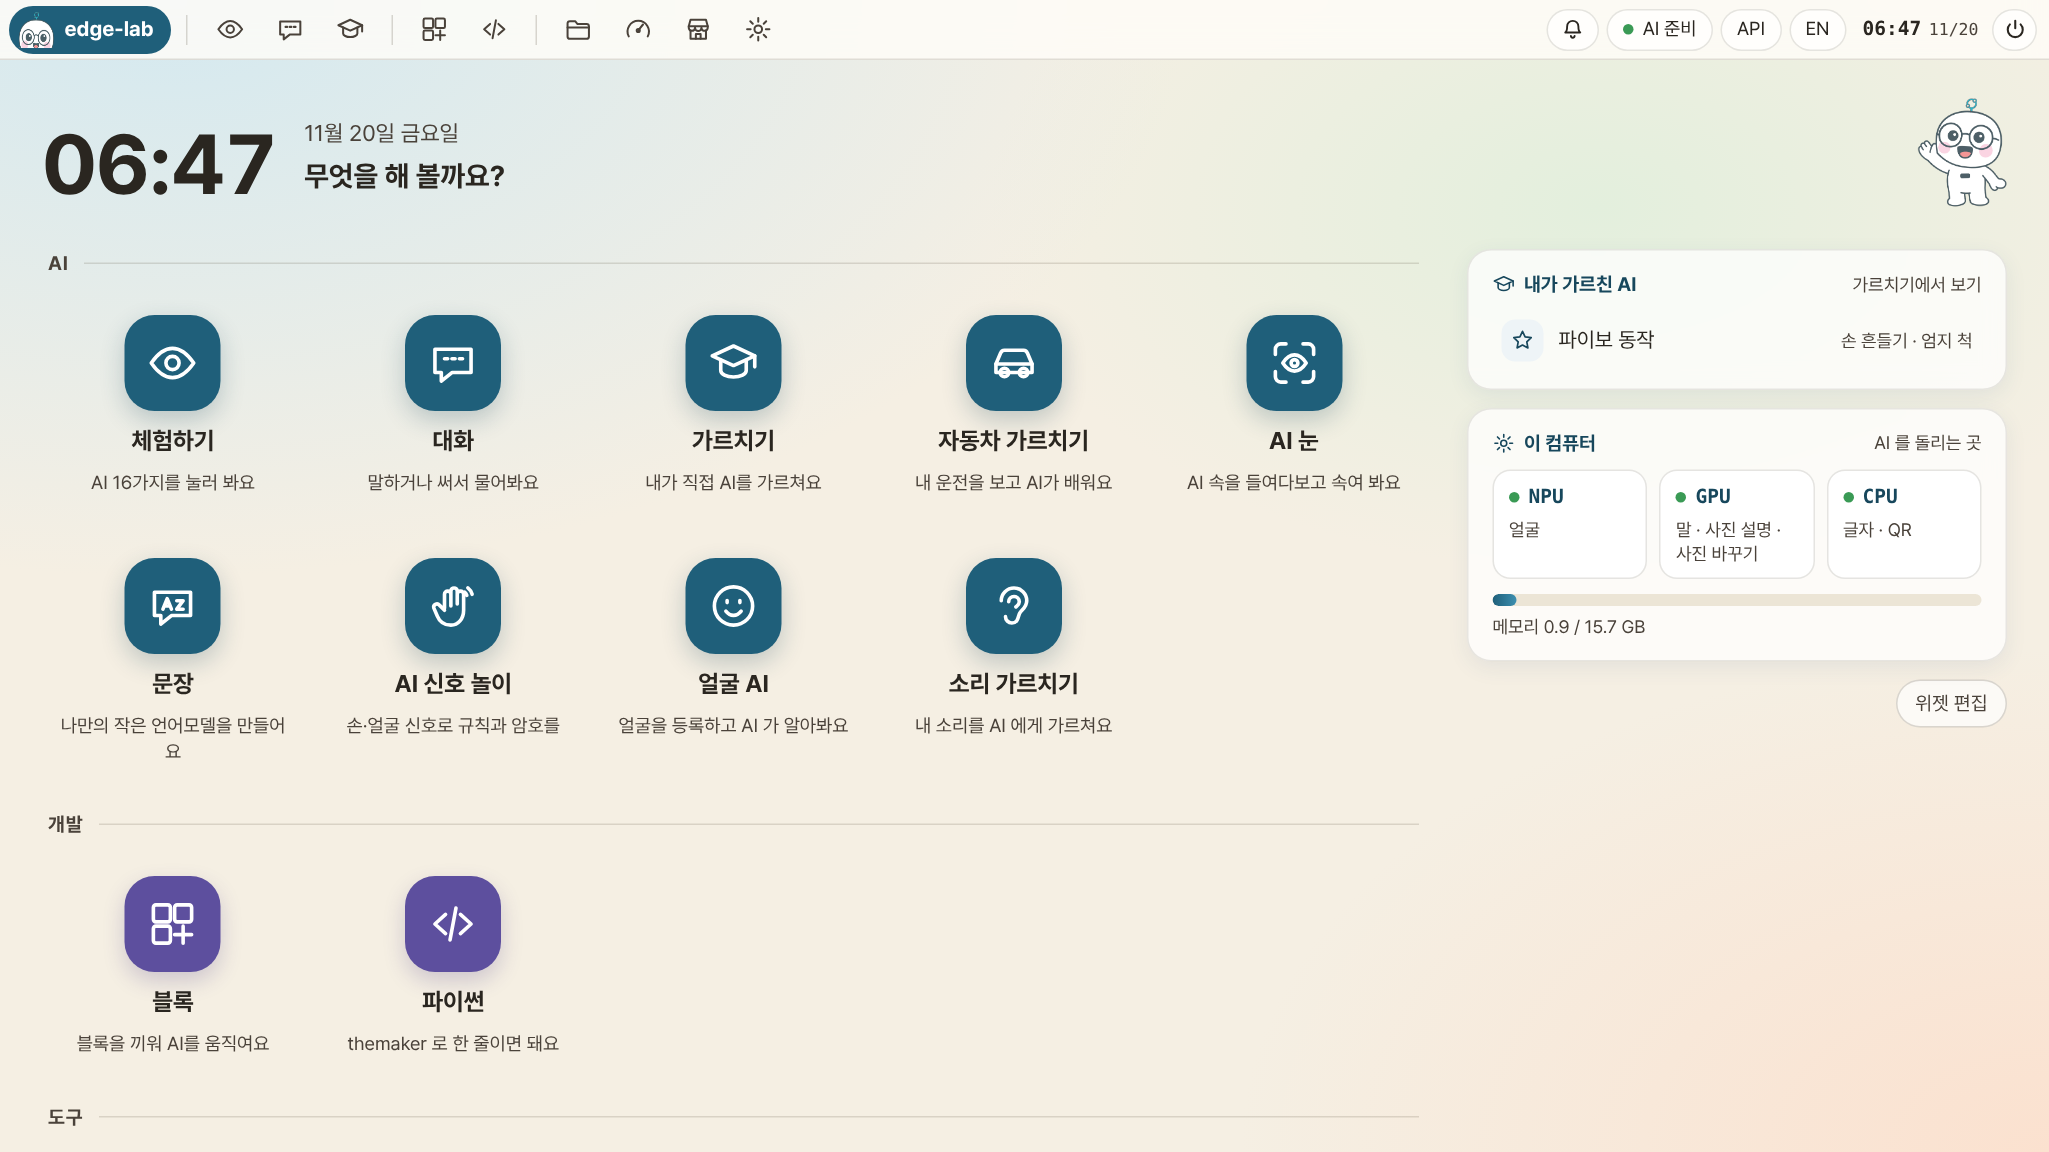 edge-lab
AI 준비
API
EN
06:47 11/20
06:47
11월 20일 금요일
무엇을 해 볼까요?
AI
체험하기
AI 16가지를 눌러 봐요
대화
말하거나 써서 물어봐요
가르치기
내가 직접 AI를 가르쳐요
자동차 가르치기
내 운전을 보고 AI가 배워요
AI 눈
AI 속을 들여다보고 속여 봐요
문장
나만의 작은 언어모델을 만들어
요
AI 신호 놀이
손·얼굴 신호로 규칙과 암호를
얼굴 AI
얼굴을 등록하고 AI 가 알아봐요
소리 가르치기
내 소리를 AI 에게 가르쳐요
개발
블록
블록을 끼워 AI를 움직여요
파이썬
themaker 로 한 줄이면 돼요
도구
내가 가르친 AI
가르치기에서 보기
파이보 동작
손 흔들기 · 엄지 척
이 컴퓨터
AI 를 돌리는 곳
NPU
얼굴
GPU
말 · 사진 설명 ·
사진 바꾸기
CPU
글자 · QR
메모리 0.9 / 15.7 GB
위젯 편집